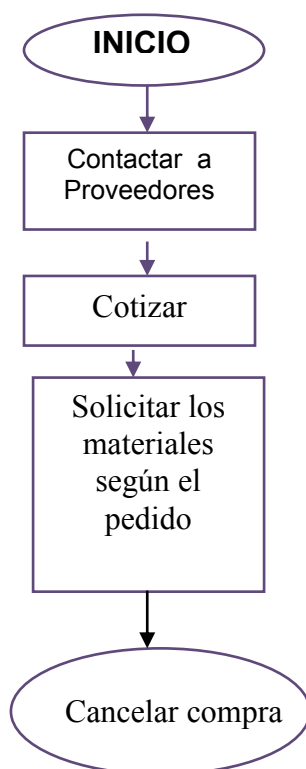 INICIO
Contactar a
Proveedores
Cotizar
Solicitar los
materiales
según el
pedido
Cancelar compra